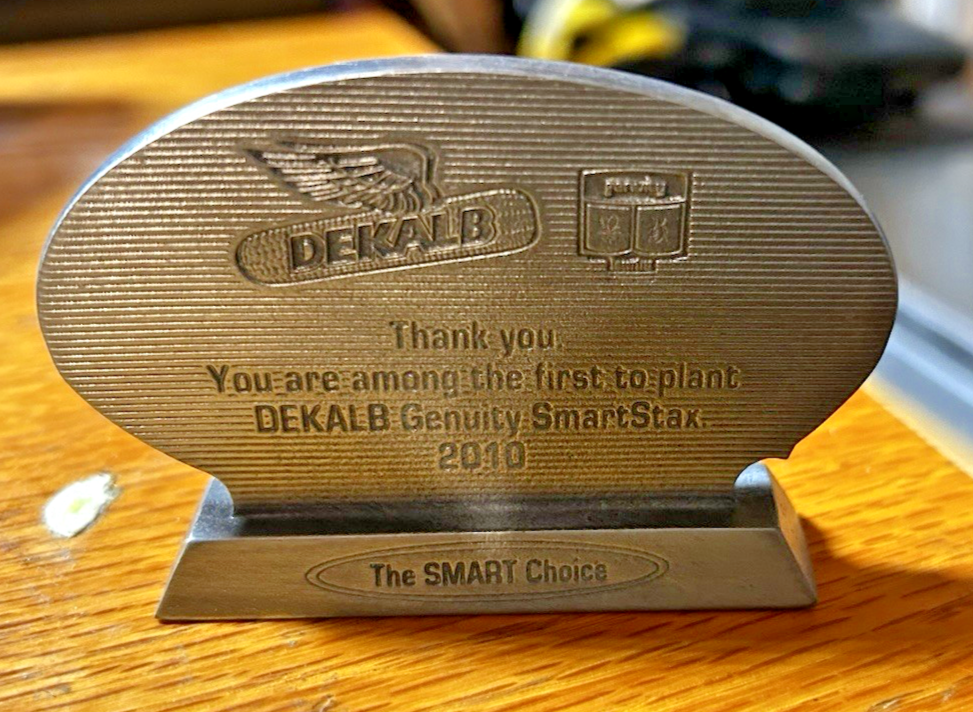 DEKALB
genuity
Thank you.
You are among the first to plant
DEKALB Genuity SmartStax.
2010
The SMART Choice